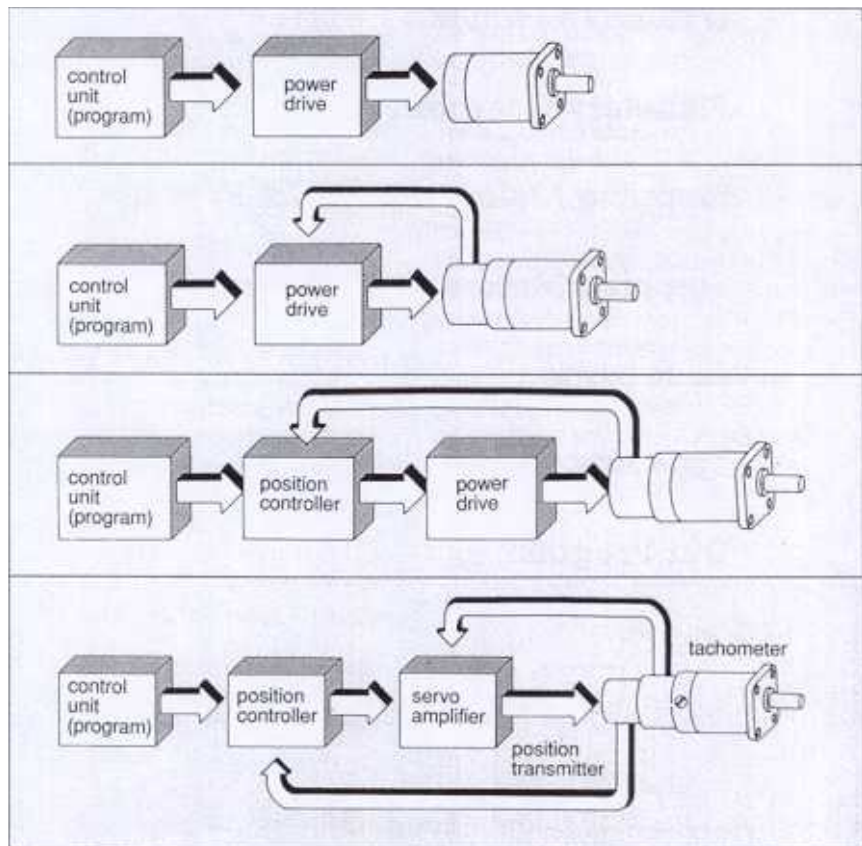 control
unit
(program)
power
drive
control
unit
(program)
power
drive
control
unit
(program)
position
controller
power
drive
control
unit
(program)
position
controller
servo
amplifier
tachometer
position
transmitter